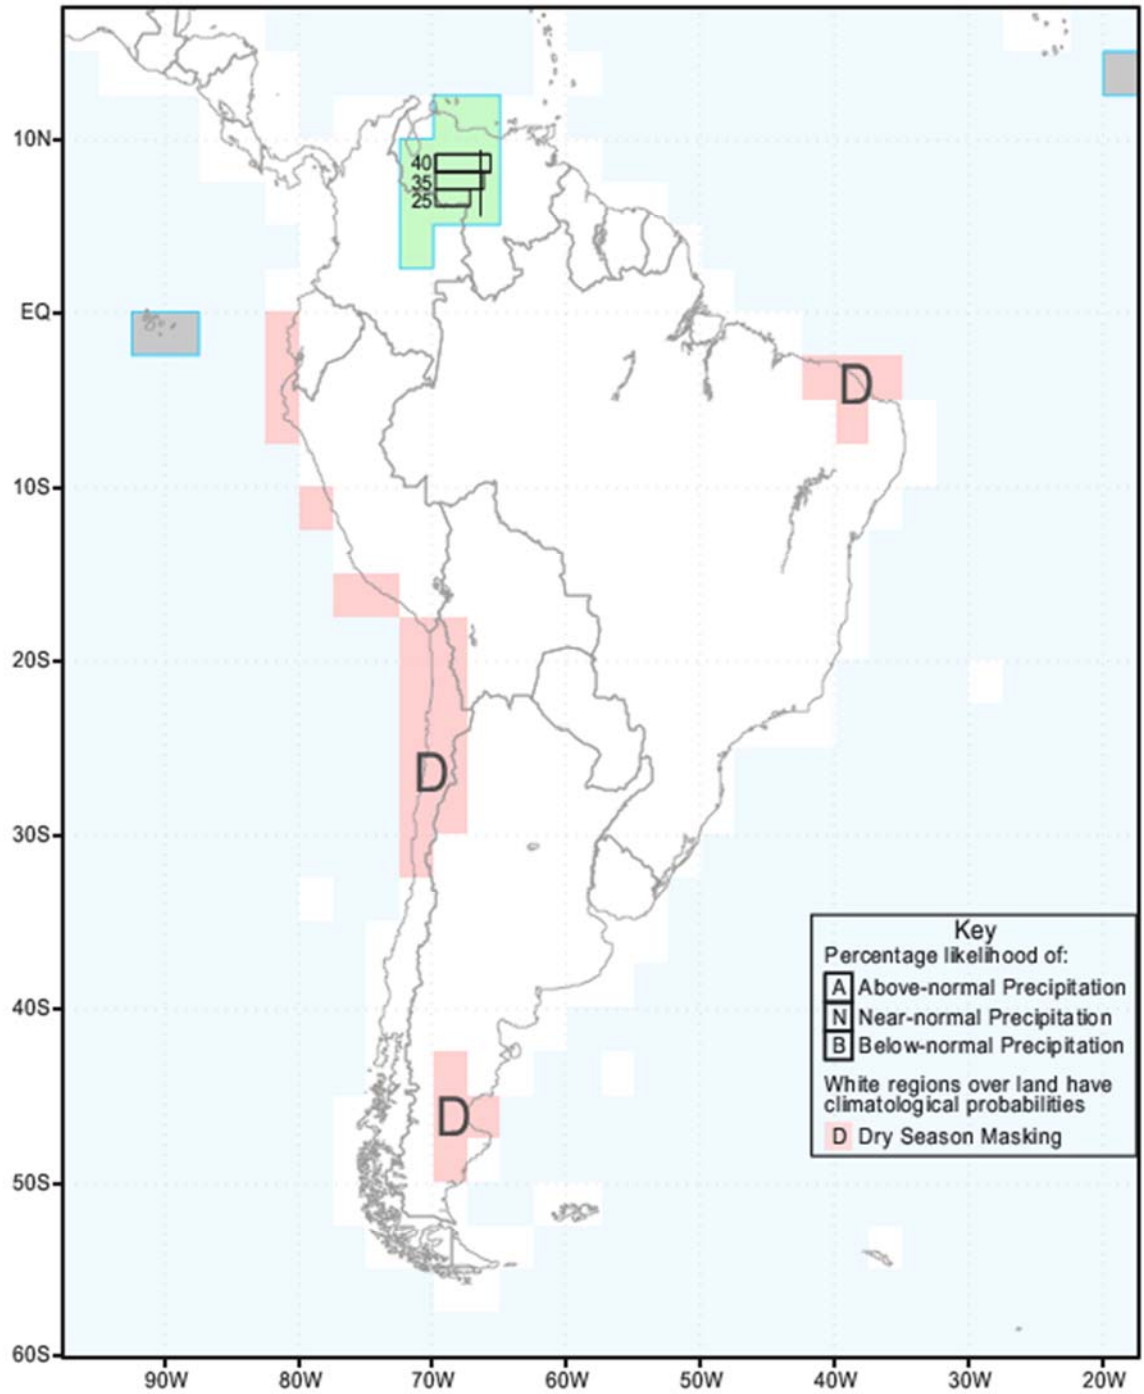 10N
40
35
25
EQ
D
10S
20S
D
30S
Key
Percentage likelihood of:
A Above-normal Precipitation
N Near-normal Precipitation
B Below-normal Precipitation
40S
White regions over land have
climatological probabilities
D
D Dry Season Masking
50S
60S
90W 80W 70W 60W 50W 40W 30W 20W